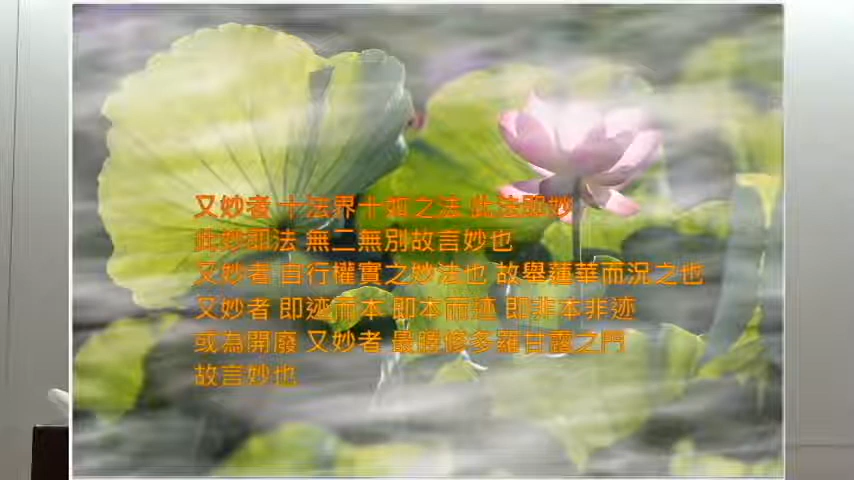 又妙者 十法界十如之法 此法即妙
此妙即法 無二無別故言妙也
又妙者 自行權實之妙法也 故舉蓮華而況之也
又妙者 即迹而本 即本而迹 即非本非迹
或為開廢 又妙者 最勝修多羅甘露之門
故言妙也